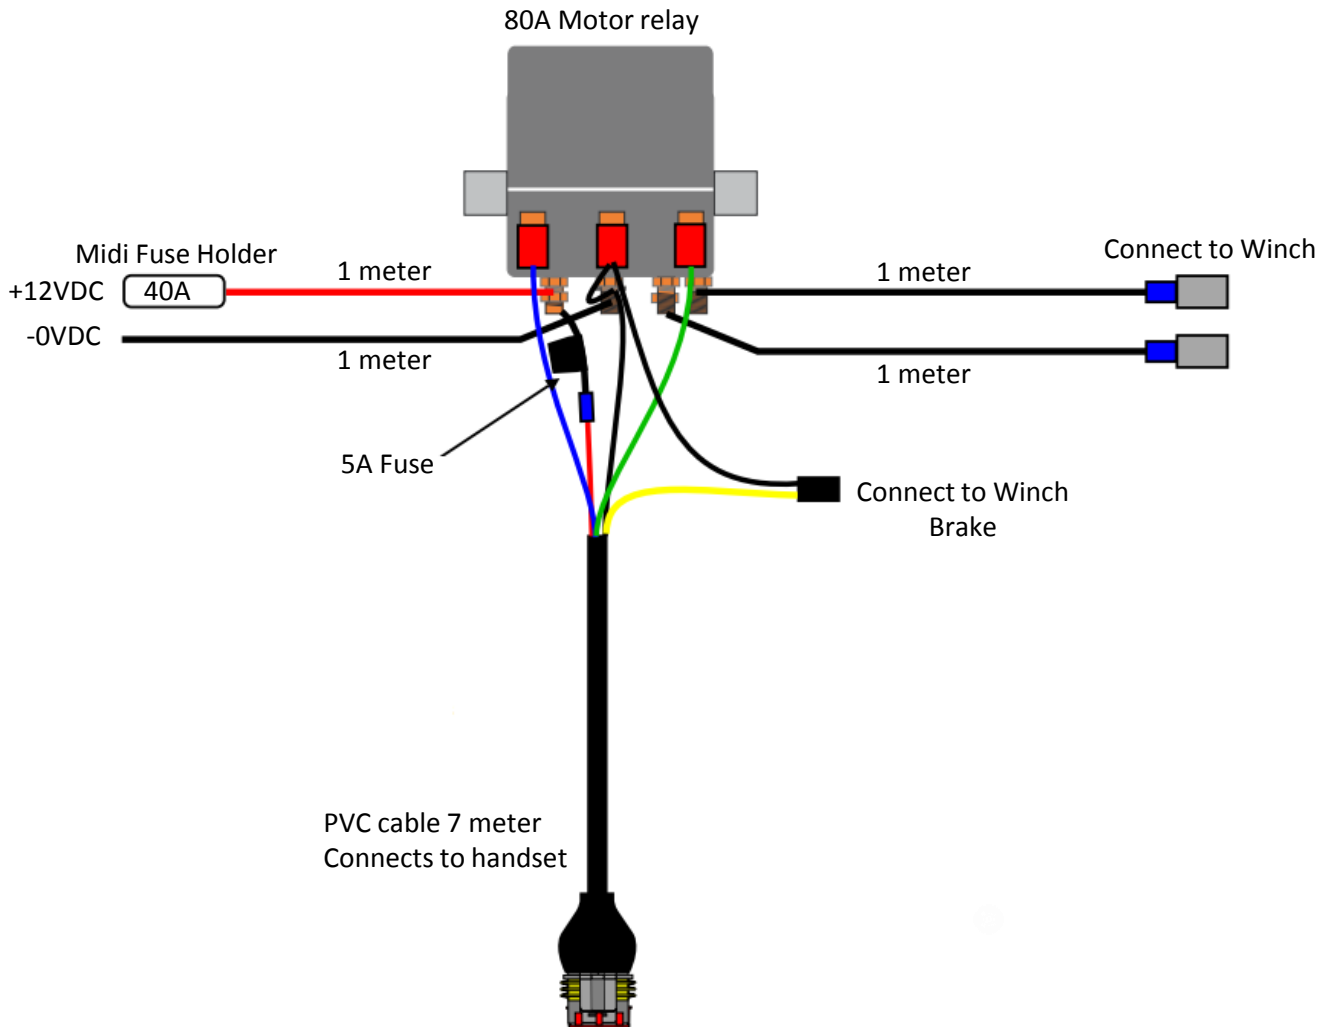 80A Motor relay
Midi Fuse Holder
+12VDC
40A
1 meter
-0VDC
1 meter
5A Fuse
1 meter
Connect to Winch
1 meter
Connect to Winch
Brake
PVC cable 7 meter
Connects to handset